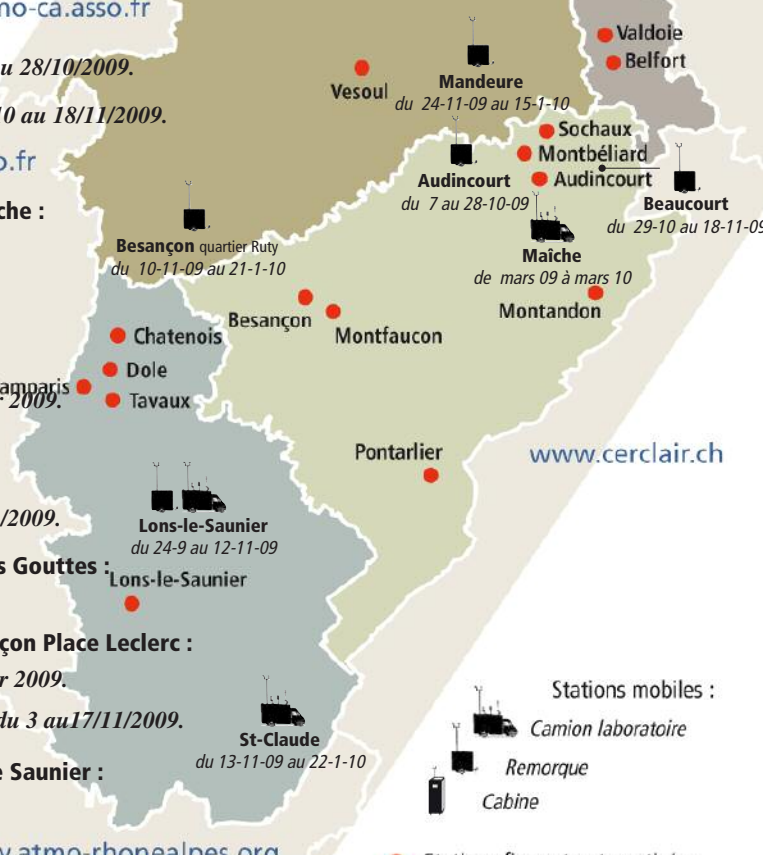 mo-ca.asso.fr
u 28/10/2009.
10 au 18/11/2009.
o.fr
che :
Valdoie
Belfort
Vesoul
Mandeure
du 24-11-09 au 15-1-10
Sochaux
Montbéliard
Audincourt
Audincourt
du 7 au 28-10-09
Beaucourt
du 29-10 au 18-11-09
Besançon quartier Ruty
du 10-11-09 au 21-1-10
Maîche
de mars 09 à mars 10
Montandon
Besançon
Montfaucon
Chatenois
Dole
amparis
r 2009.
Tavaux
Pontarlier
www.cerclair.ch
/2009.
Lons-le-Saunier
du 24-9 au 12-11-09
s Gouttes :
Lons-le-Saunier
çon Place Leclerc :
r 2009.
du 3 au17/11/2009.
St-Claude
du 13-11-09 au 22-1-10
e Saunier :
Stations mobiles :
Camion laboratoire
Remorque
Cabine
w.atmo-rhonealpes.org